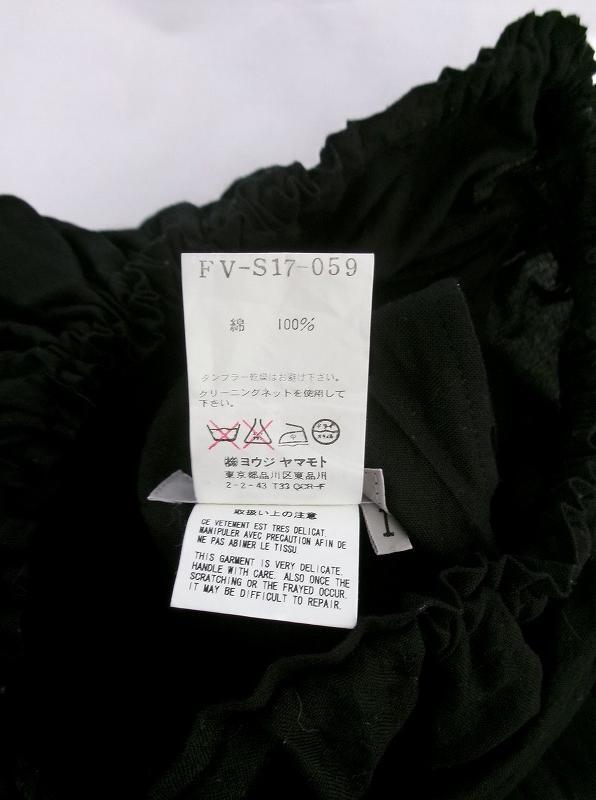 FV-S17-059
綿 100%
タンブラー乾燥はお避け下さい。
クリーニングネットを使用して
下さい。
ドライ
㈱ヨウジ ヤマモト
東京都品川区東品川
2-2-43 T33
取扱い上の注意
CE VETEMENT EST TRES DELICAT.
MANIPULER AVEC PRECAUTION AFIN DE
NE PAS ABIMER LE TISSU
THIS GARMENT IS VERY DELICATE.
HANDLE WITH CARE. ALSO ONCE THE
SCRATCHING OR THE FRAYED OCCUR.
IT MAY BE DIFFICULT TO REPAIR.
1